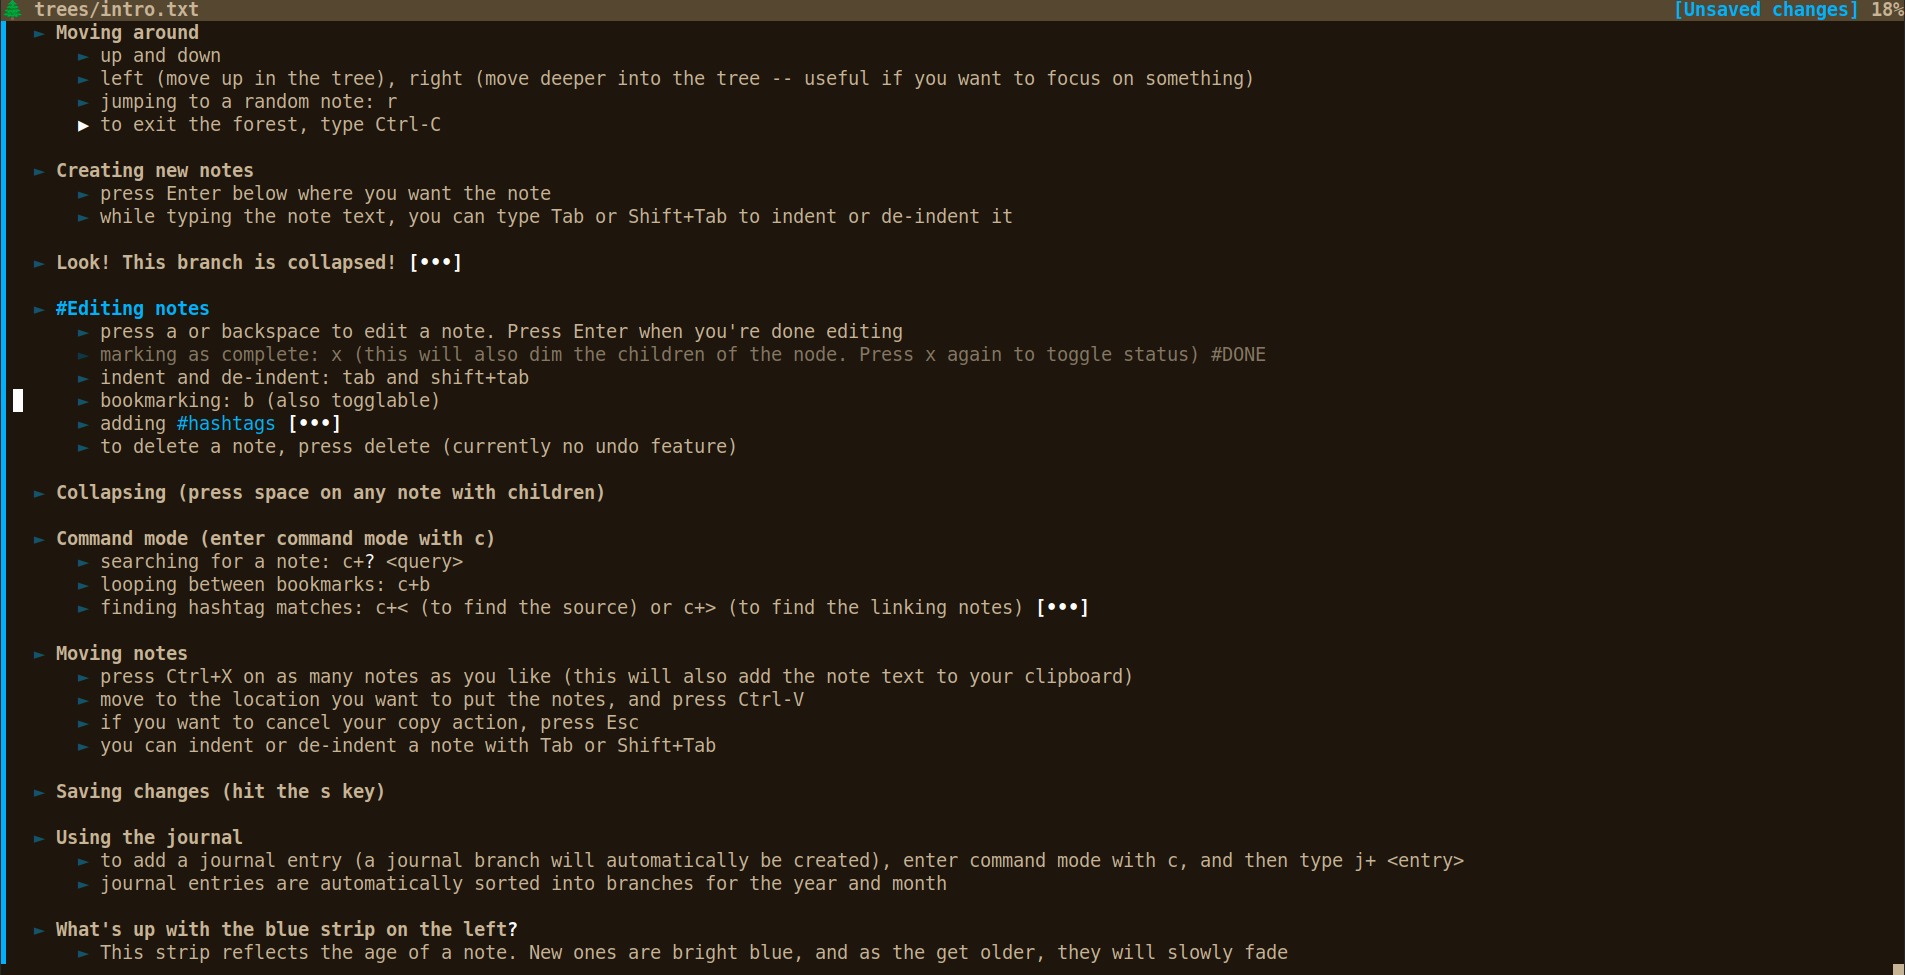 trees/intro.txt [Unsaved changes] 18%
► Moving around
► up and down
► left (move up in the tree), right (move deeper into the tree -- useful if you want to focus on something)
► jumping to a random note: r
► to exit the forest, type Ctrl-C
► Creating new notes
► press Enter below where you want the note
► while typing the note text, you can type Tab or Shift+Tab to indent or de-indent it
► Look! This branch is collapsed! [•••]
► #Editing notes
► press a or backspace to edit a note. Press Enter when you're done editing
► marking as complete: x (this will also dim the children of the node. Press x again to toggle status) #DONE
► indent and de-indent: tab and shift+tab
► bookmarking: b (also togglable)
► adding #hashtags [•••]
► to delete a note, press delete (currently no undo feature)
► Collapsing (press space on any note with children)
► Command mode (enter command mode with c)
► searching for a note: c+? <query>
► looping between bookmarks: c+b
► finding hashtag matches: c+< (to find the source) or c+> (to find the linking notes) [•••]
► Moving notes
► press Ctrl+X on as many notes as you like (this will also add the note text to your clipboard)
► move to the location you want to put the notes, and press Ctrl-V
► if you want to cancel your copy action, press Esc
► you can indent or de-indent a note with Tab or Shift+Tab
► Saving changes (hit the s key)
► Using the journal
► to add a journal entry (a journal branch will automatically be created), enter command mode with c, and then type j+ <entry>
► journal entries are automatically sorted into branches for the year and month
► What's up with the blue strip on the left?
► This strip reflects the age of a note. New ones are bright blue, and as the get older, they will slowly fade